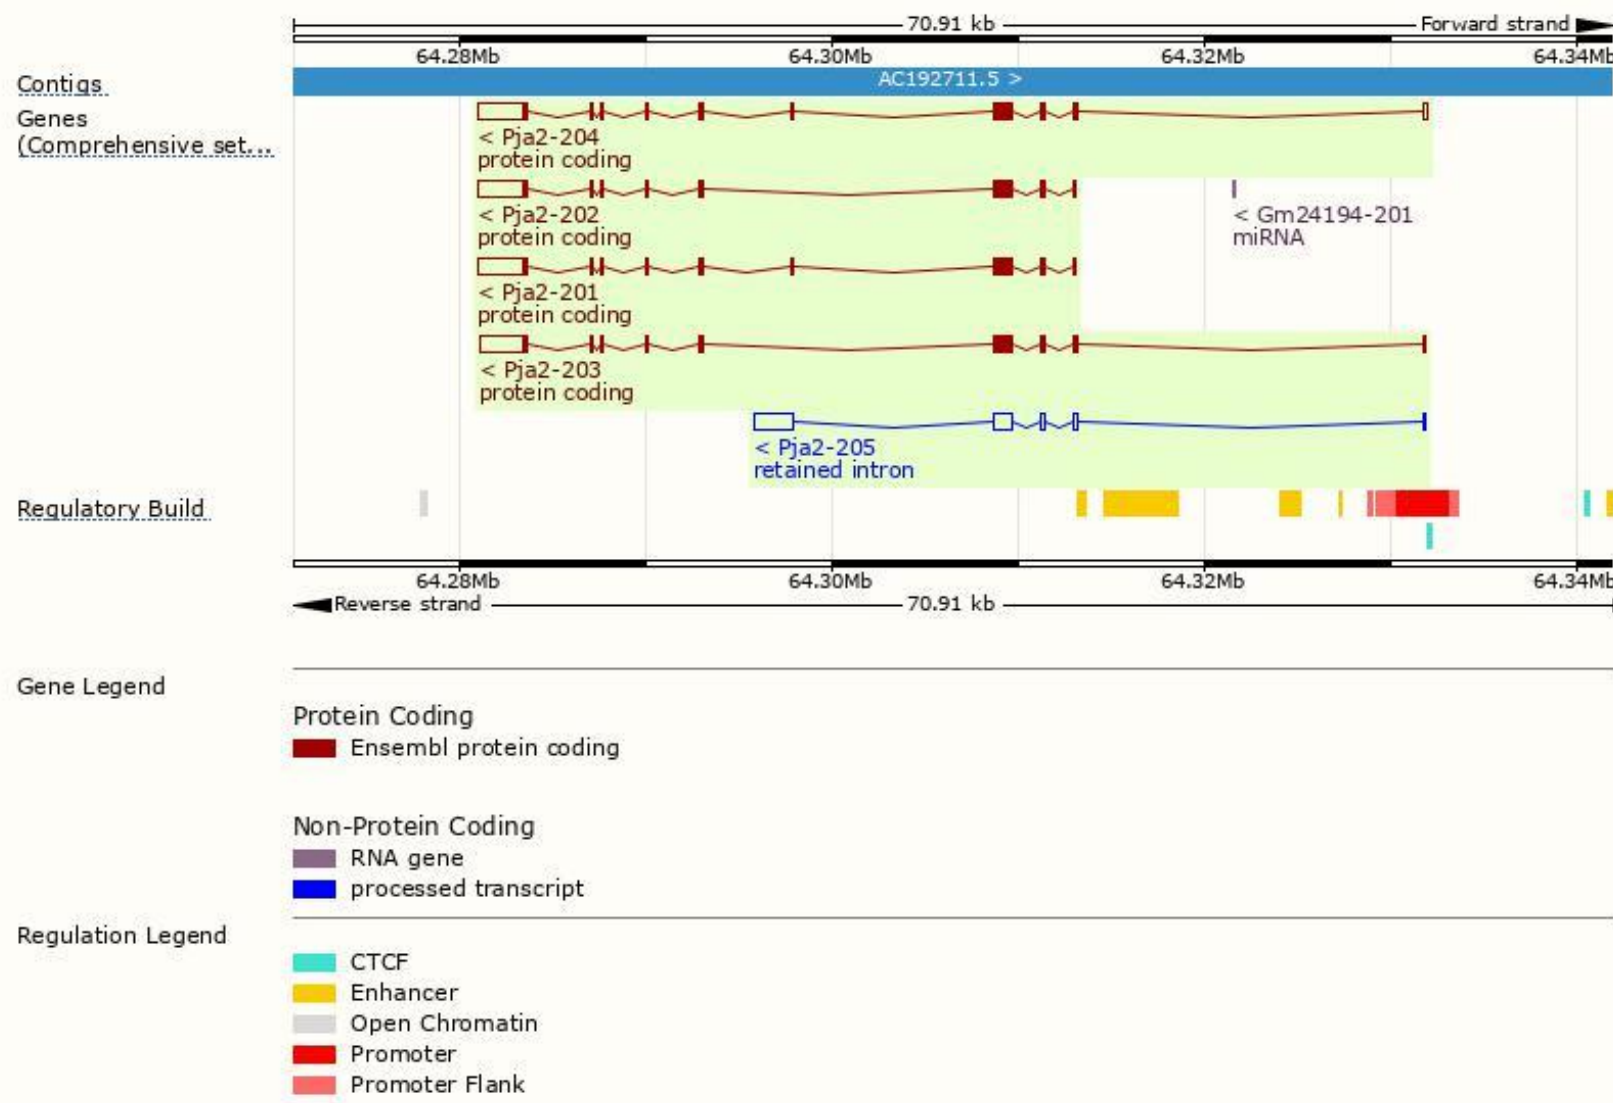 70.91 kb Forward strand
64.28Mb 64.30Mb 64.32Mb 64.34Mb
Contigs AC192711.5 >
Genes
(Comprehensive set...
< Pja2-204
protein coding
< Pja2-202 < Gm24194-201
protein coding miRNA
< Pja2-201
protein coding
< Pja2-203
protein coding
< Pja2-205
retained intron
Regulatory Build
64.28Mb 64.30Mb 64.32Mb 64.34Mb
Reverse strand 70.91 kb
Gene Legend
Protein Coding
Ensembl protein coding
Non-Protein Coding
RNA gene
processed transcript
Regulation Legend
CTCF
Enhancer
Open Chromatin
Promoter
Promoter Flank